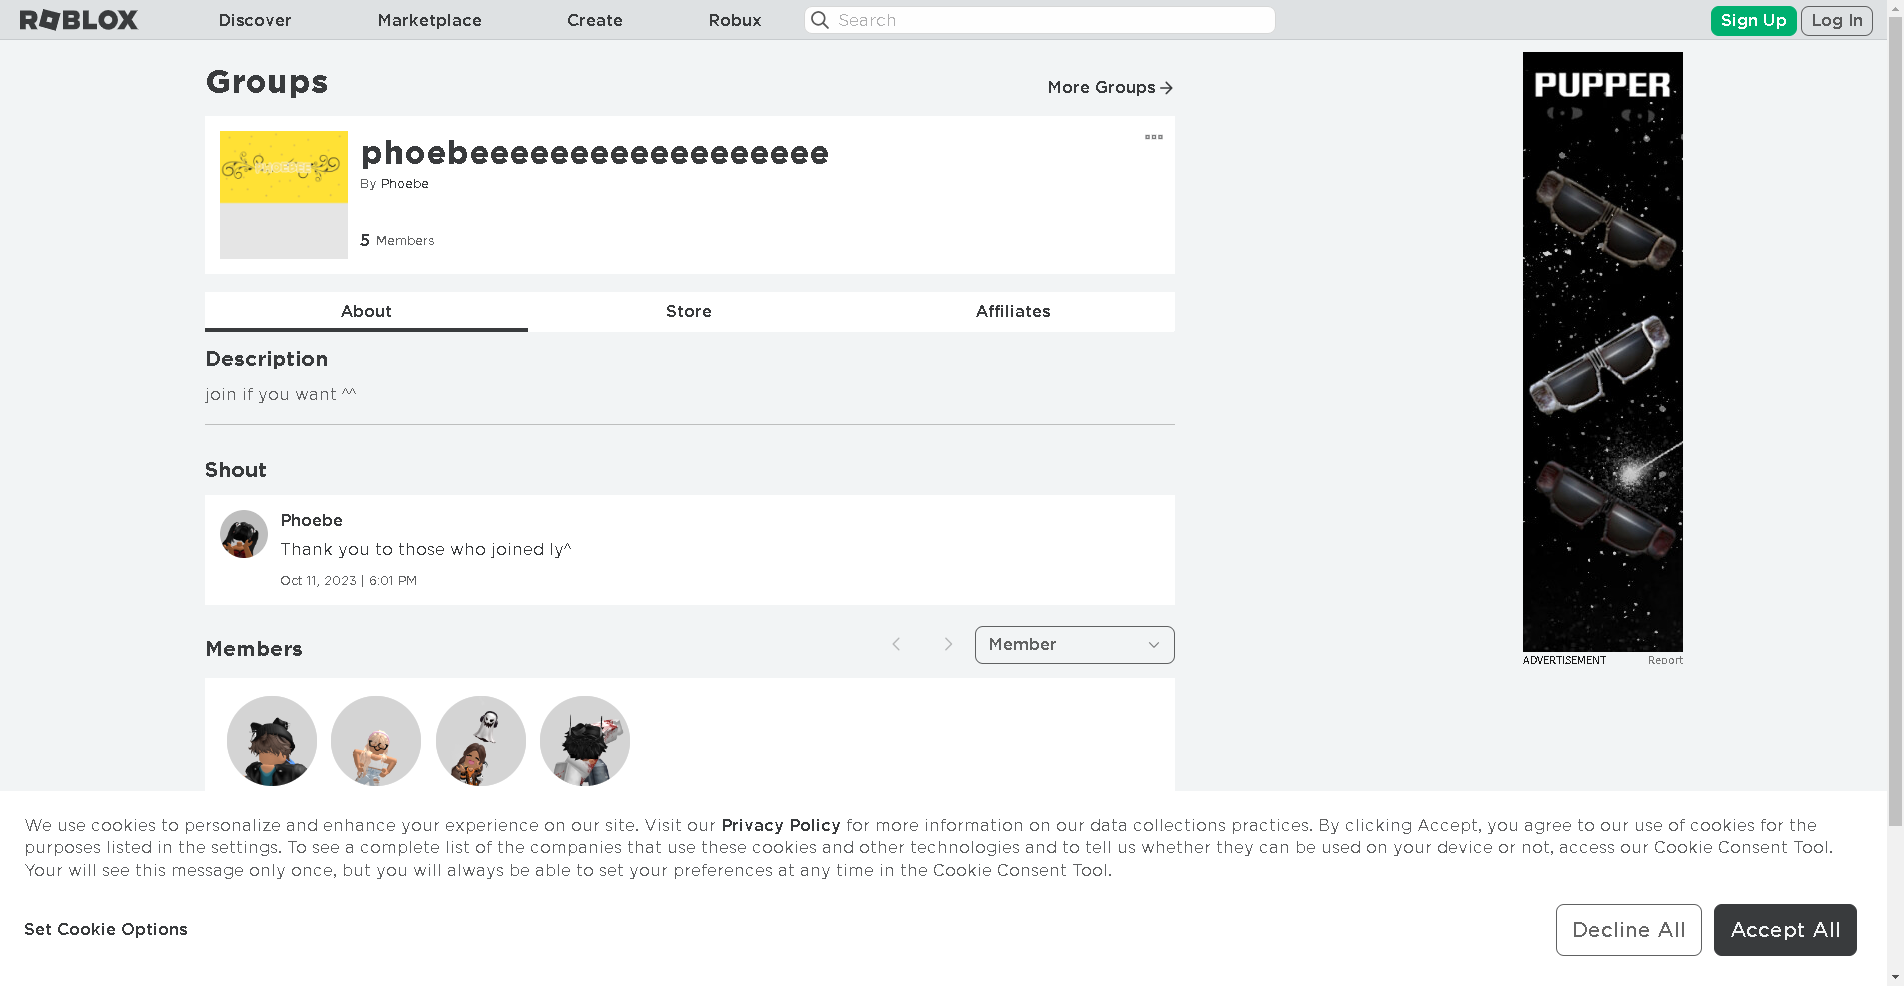 ROBLOX
Discover
Marketplace
Create
Robux
Search
Sign Up
Log In
Groups
More Groups
phoebeeeeeeeeeeeeeeeeeee
By Phoebe
5 Members
About
Store
Affiliates
Description
join if you want ^^
Shout
Phoebe
Thank you to those who joined ly^
Oct 11, 2023 | 6:01 PM
Members
Member
PUPPER
ADVERTISEMENT
Report
We use cookies to personalize and enhance your experience on our site. Visit our Privacy Policy for more information on our data collections practices. By clicking Accept, you agree to our use of cookies for the
purposes listed in the settings. To see a complete list of the companies that use these cookies and other technologies and to tell us whether they can be used on your device or not, access our Cookie Consent Tool.
Your will see this message only once, but you will always be able to set your preferences at any time in the Cookie Consent Tool.
Set Cookie Options
Decline All
Accept All